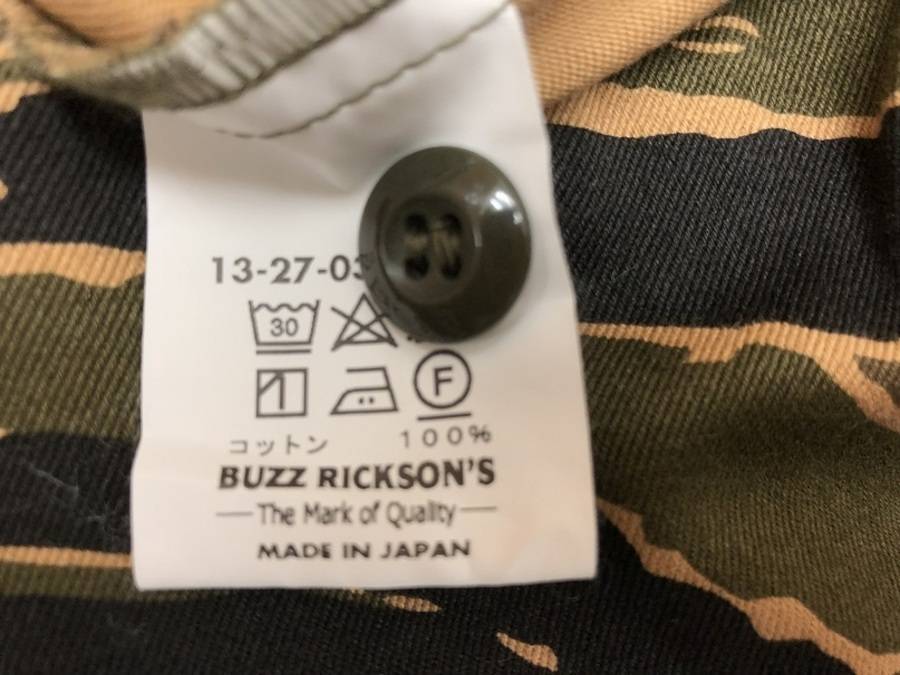 13-27-03
30
F
コットン 100%
BUZZ RICKSON'S
The Mark of Quality
MADE IN JAPAN